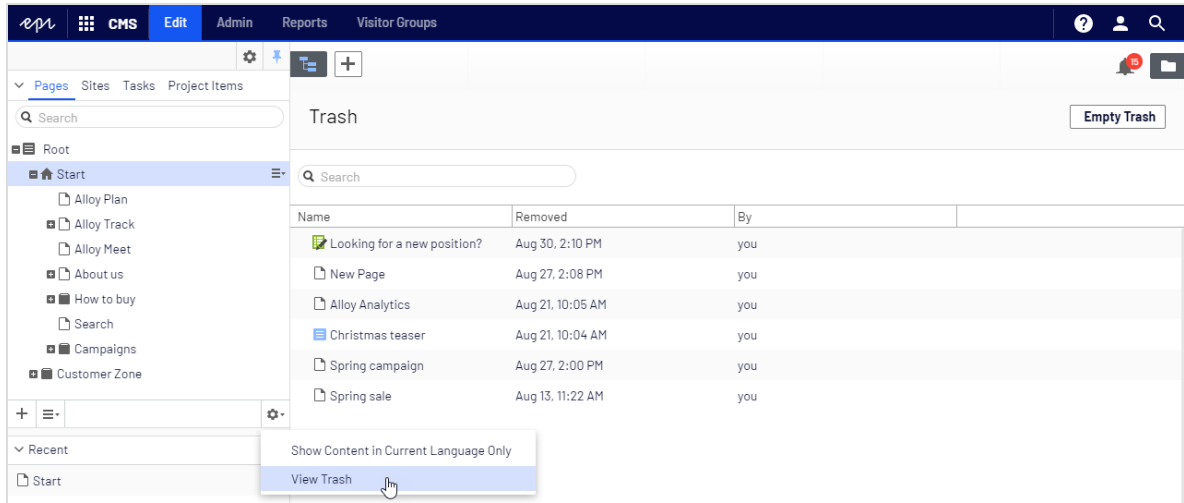 epi CMS Edit Admin Reports Visitor Groups
15
Pages Sites Tasks Project Items
Search
Root
Start
Alloy Plan
Alloy Track
Alloy Meet
About us
How to buy
Search
Campaigns
Customer Zone
Recent
Start
Trash Empty Trash
Search
Name Removed By
Looking for a new position? Aug 30, 2:10 PM you
New Page Aug 27, 2:08 PM you
Alloy Analytics Aug 21, 10:05 AM you
Christmas teaser Aug 21, 10:04 AM you
Spring campaign Aug 27, 2:00 PM you
Spring sale Aug 13, 11:22 AM you
Show Content in Current Language Only
View Trash